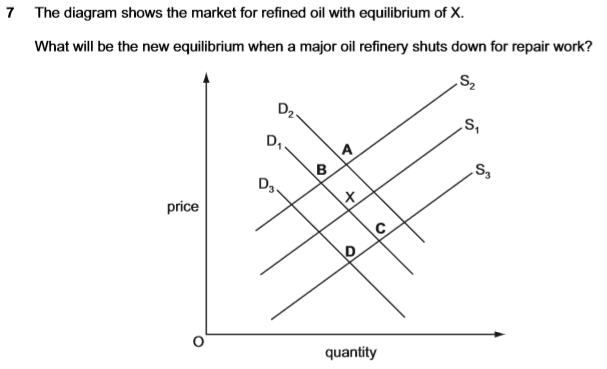 7 The diagram shows the market for refined oil with equilibrium of X.
What will be the new equilibrium when a major oil refinery shuts down for repair work?
S₂
D₂
S₁
D₁
A
B
S₃
D₃
X
price
C
D
O
quantity